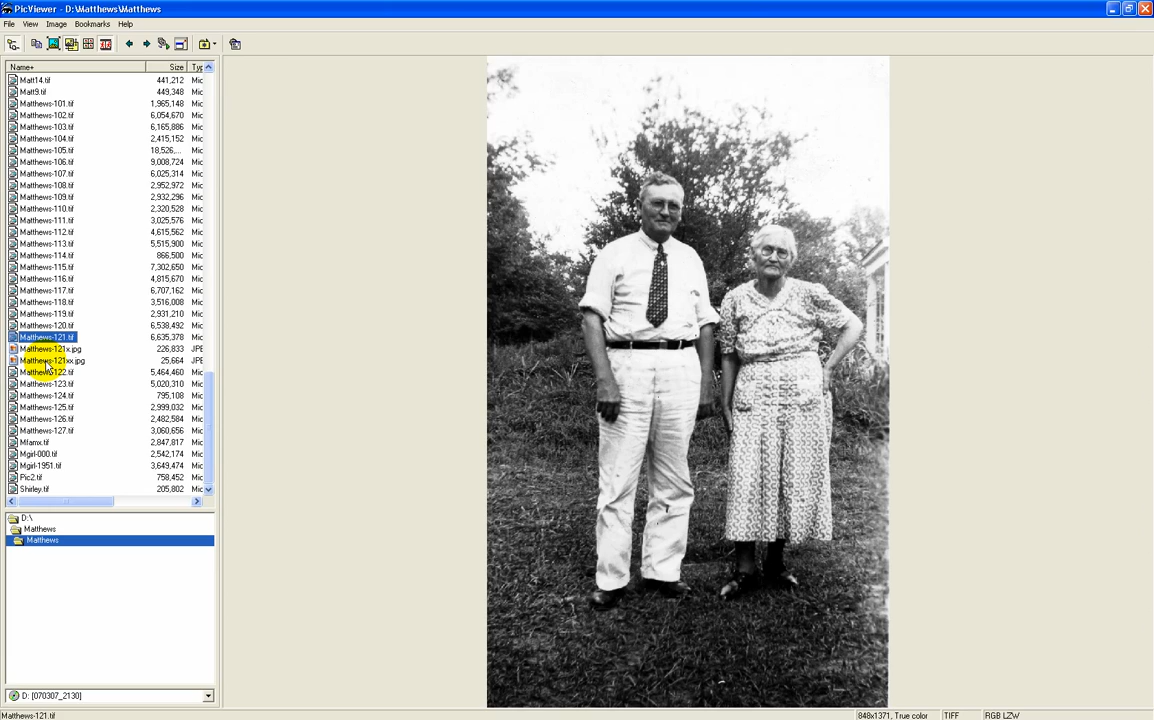 PicViewer - D:\Matthews\Matthews
File View Image Bookmarks Help
Name+ Size Typ
Matt14.tif 441,212 Mic
Matt9.tif 449,348 Mic
Matthews-101.tif 1,965,148 Mic
Matthews-102.tif 6,054,670 Mic
Matthews-103.tif 6,165,886 Mic
Matthews-104.tif 2,415,152 Mic
Matthews-105.tif 18,526,... Mic
Matthews-106.tif 9,008,724 Mic
Matthews-107.tif 6,025,314 Mic
Matthews-108.tif 2,952,972 Mic
Matthews-109.tif 2,932,296 Mic
Matthews-110.tif 2,320,528 Mic
Matthews-111.tif 3,025,576 Mic
Matthews-112.tif 4,615,562 Mic
Matthews-113.tif 5,515,900 Mic
Matthews-114.tif 866,500 Mic
Matthews-115.tif 7,302,650 Mic
Matthews-116.tif 4,815,670 Mic
Matthews-117.tif 6,707,162 Mic
Matthews-118.tif 3,516,008 Mic
Matthews-119.tif 2,931,210 Mic
Matthews-120.tif 6,538,492 Mic
Matthews-121.tif 6,635,378 Mic
Matthews-121x.jpg 226,833 JPE
Matthews-121xx.jpg 25,664 JPE
Matthews-122.tif 5,464,460 Mic
Matthews-123.tif 5,020,310 Mic
Matthews-124.tif 795,108 Mic
Matthews-125.tif 2,999,032 Mic
Matthews-126.tif 2,482,584 Mic
Matthews-127.tif 3,060,656 Mic
Mfamx.tif 2,847,817 Mic
Mgirl-000.tif 2,542,174 Mic
Mgirl-1951.tif 3,649,474 Mic
Pic2.tif 758,452 Mic
Shirley.tif 205,802 Mic
D:\
Matthews
Matthews
D: [070307_2130]
Matthews-121.tif 848x1371, True color TIFF RGB LZW